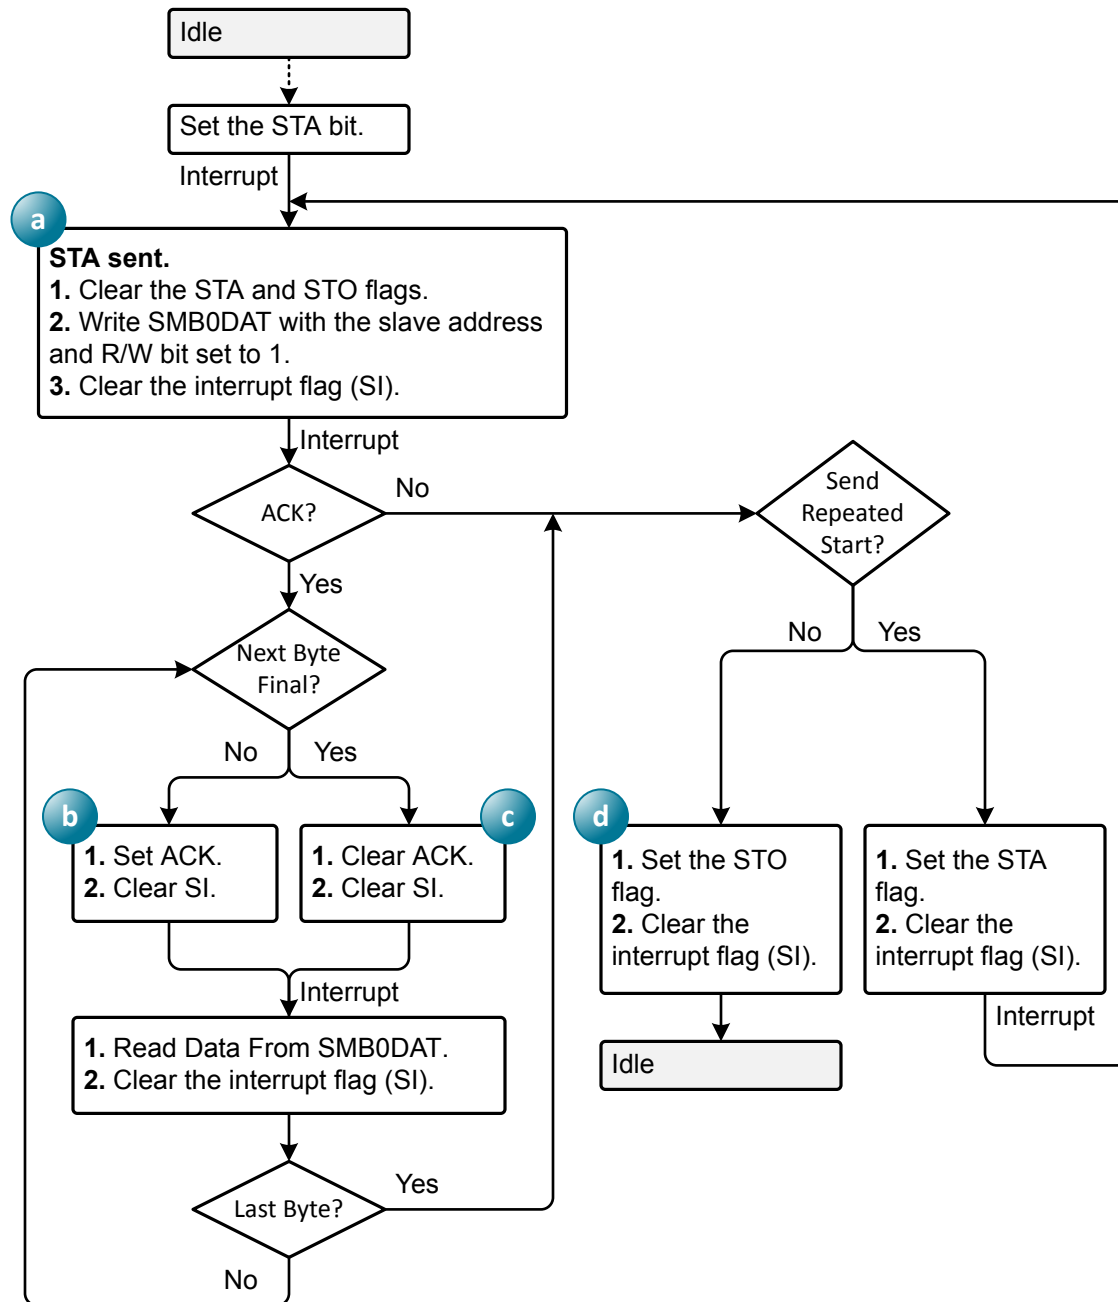 Idle
Set the STA bit.
Interrupt
a
STA sent.
1. Clear the STA and STO flags.
2. Write SMB0DAT with the slave address
and R/W bit set to 1.
3. Clear the interrupt flag (SI).
Interrupt
ACK?
No
Yes
Send
Repeated
Start?
No
Yes
Next Byte
Final?
No
Yes
b
1. Set ACK.
2. Clear SI.
c
1. Clear ACK.
2. Clear SI.
d
1. Set the STO
flag.
2. Clear the
interrupt flag (SI).
1. Set the STA
flag.
2. Clear the
interrupt flag (SI).
Interrupt
Interrupt
1. Read Data From SMB0DAT.
2. Clear the interrupt flag (SI).
Idle
Last Byte?
Yes
No